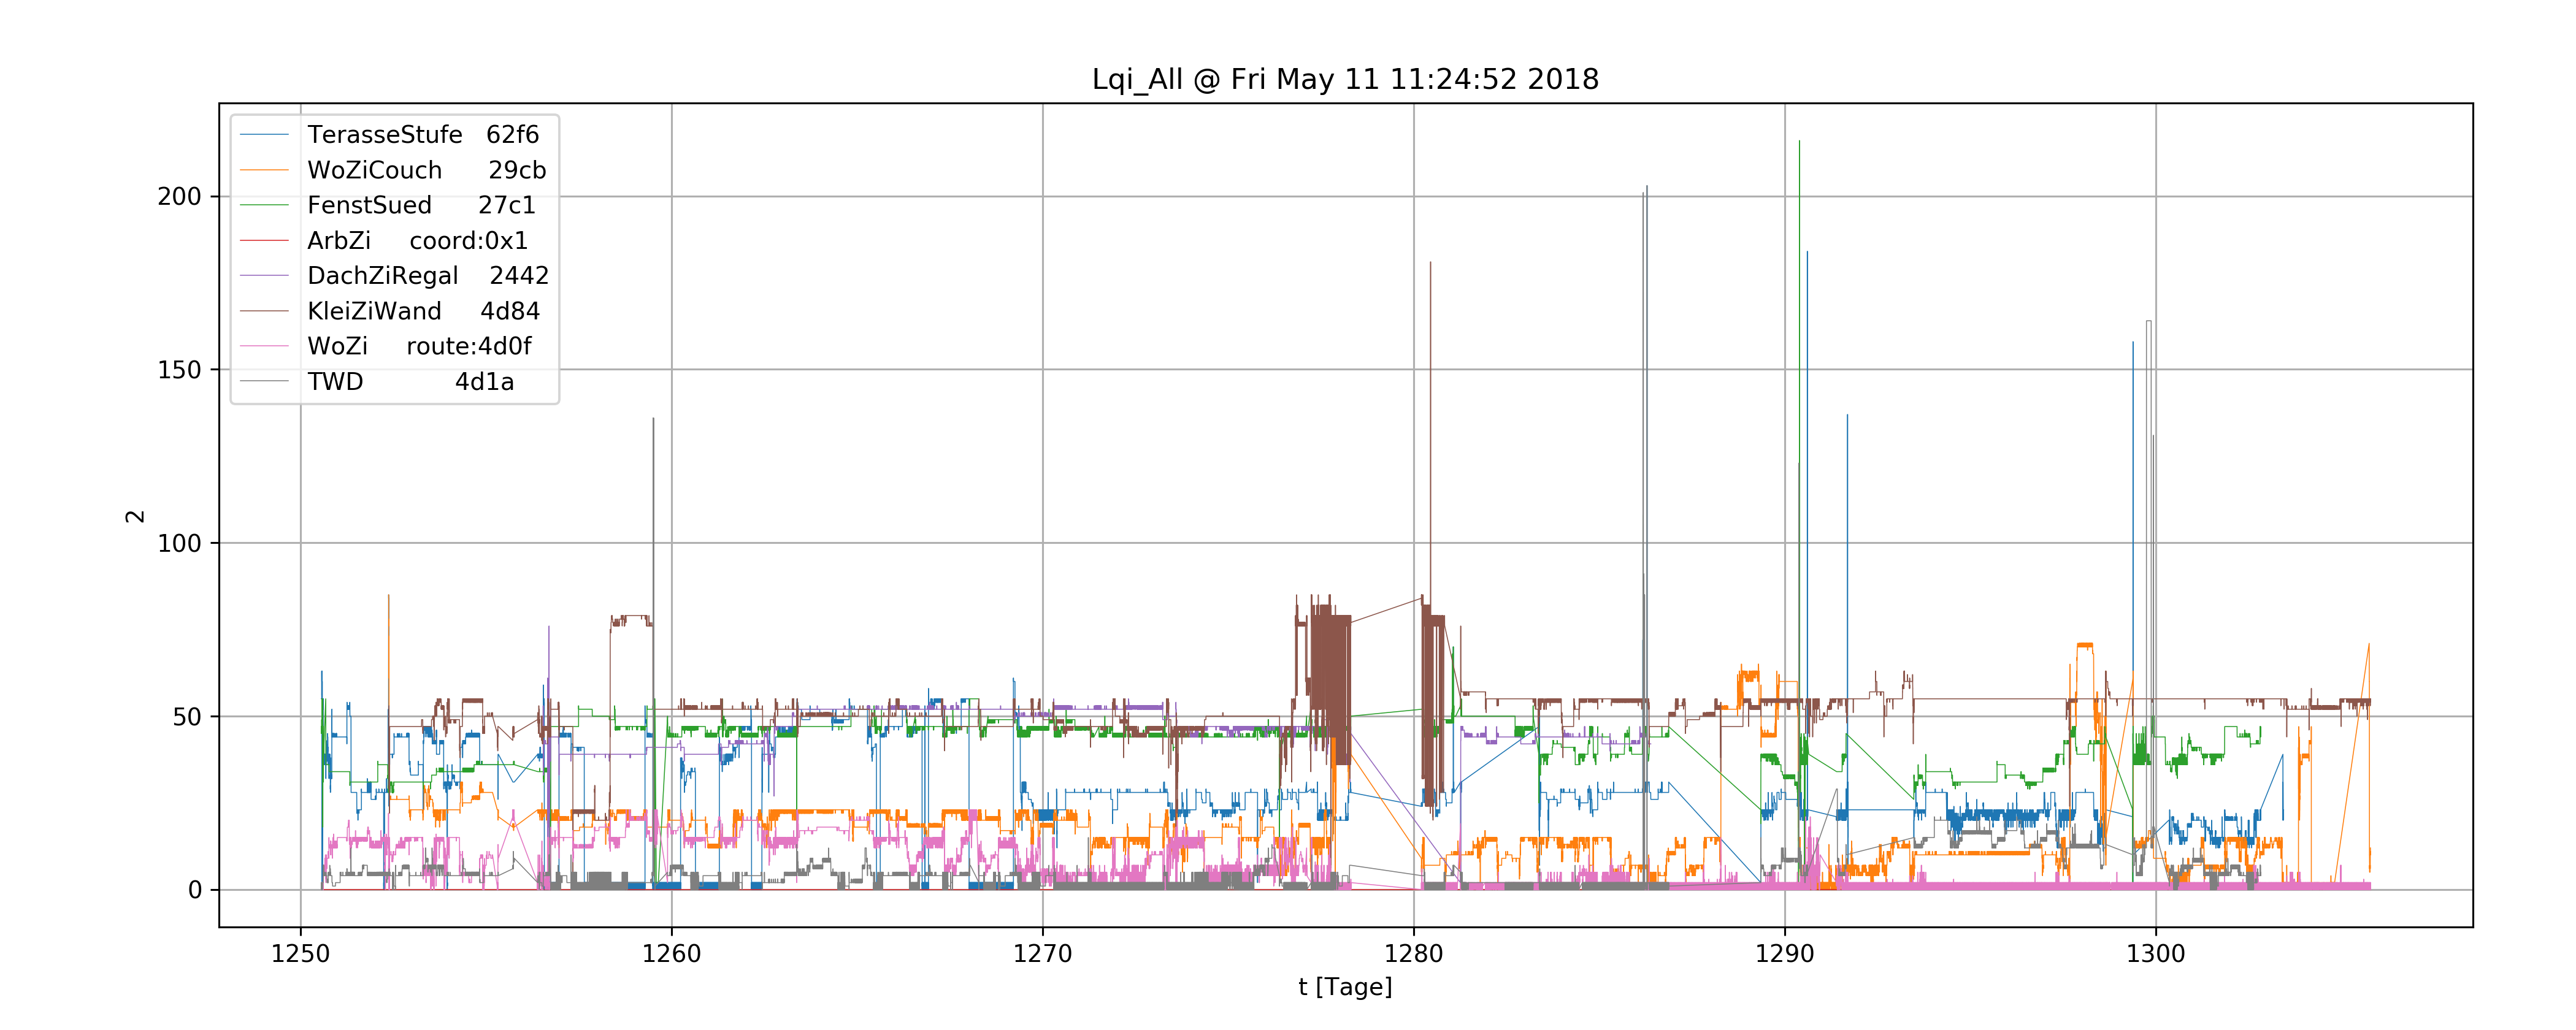 Lqi_All @ Fri May 11 11:24:52 2018
TerasseStufe 62f6
WoZiCouch 29cb
FenstSued 27c1
ArbZi coord:0x1
DachZiRegal 2442
KleiZiWand 4d84
WoZi route:4d0f
TWD 4d1a
200
150
100
50
0
2
1250 1260 1270 1280 1290 1300
t [Tage]